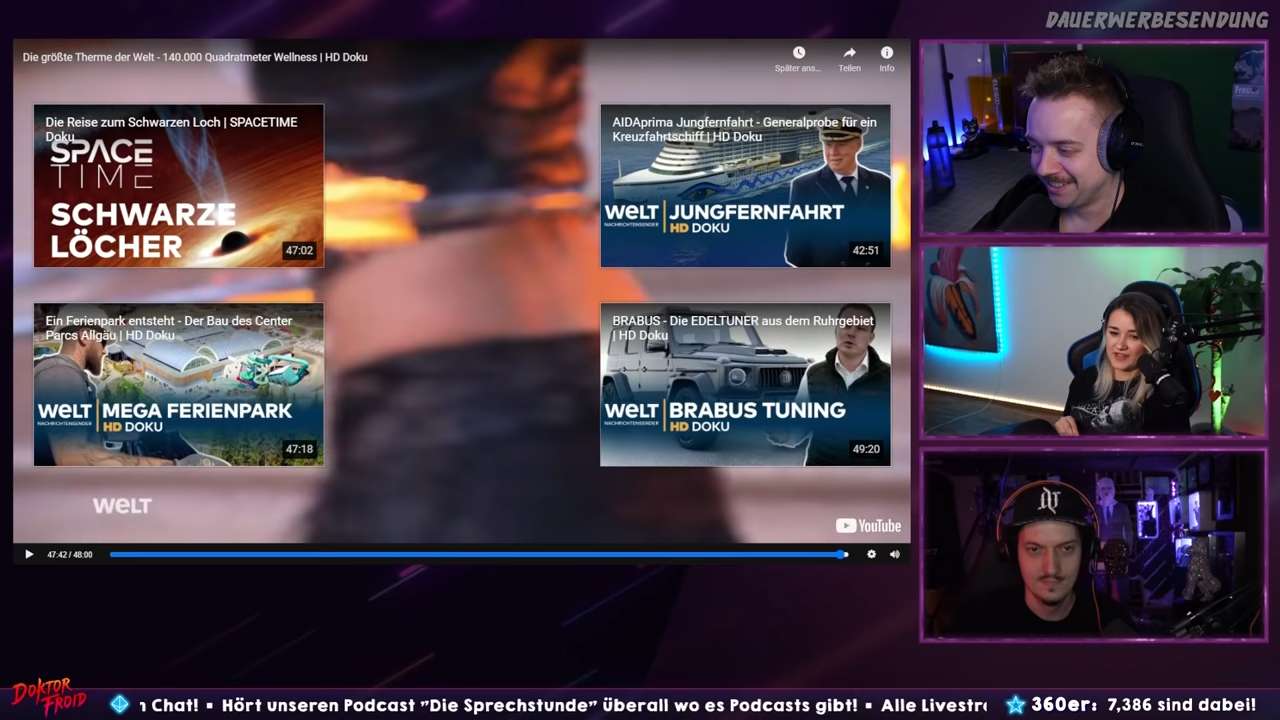 DAUERWERBESENDUNG
Die größte Therme der Welt - 140.000 Quadratmeter Wellness | HD Doku
Später ans...
Teilen
Info
Die Reise zum Schwarzen Loch | SPACETIME
Doku
SPACE
TIME
SCHWARZE
LÖCHER
47:02
AIDAprima Jungfernfahrt - Generalprobe für ein
Kreuzfahrtschiff | HD Doku
WELT
NACHRICHTENSENDER
JUNGFERNFAHRT
HD DOKU
42:51
Ein Ferienpark entsteht - Der Bau des Center
Parcs Allgäu | HD Doku
WELT
NACHRICHTENSENDER
MEGA FERIENPARK
HD DOKU
47:18
BRABUS - Die EDELTUNER aus dem Ruhrgebiet
| HD Doku
WELT
NACHRICHTENSENDER
BRABUS TUNING
HD DOKU
49:20
WELT
YouTube
47:42 / 48:00
DOKTOR
FROID
n Chat! ▪ Hört unseren Podcast "Die Sprechstunde" überall wo es Podcasts gibt! ▪ Alle Livestre
360er: 7,386 sind dabei!